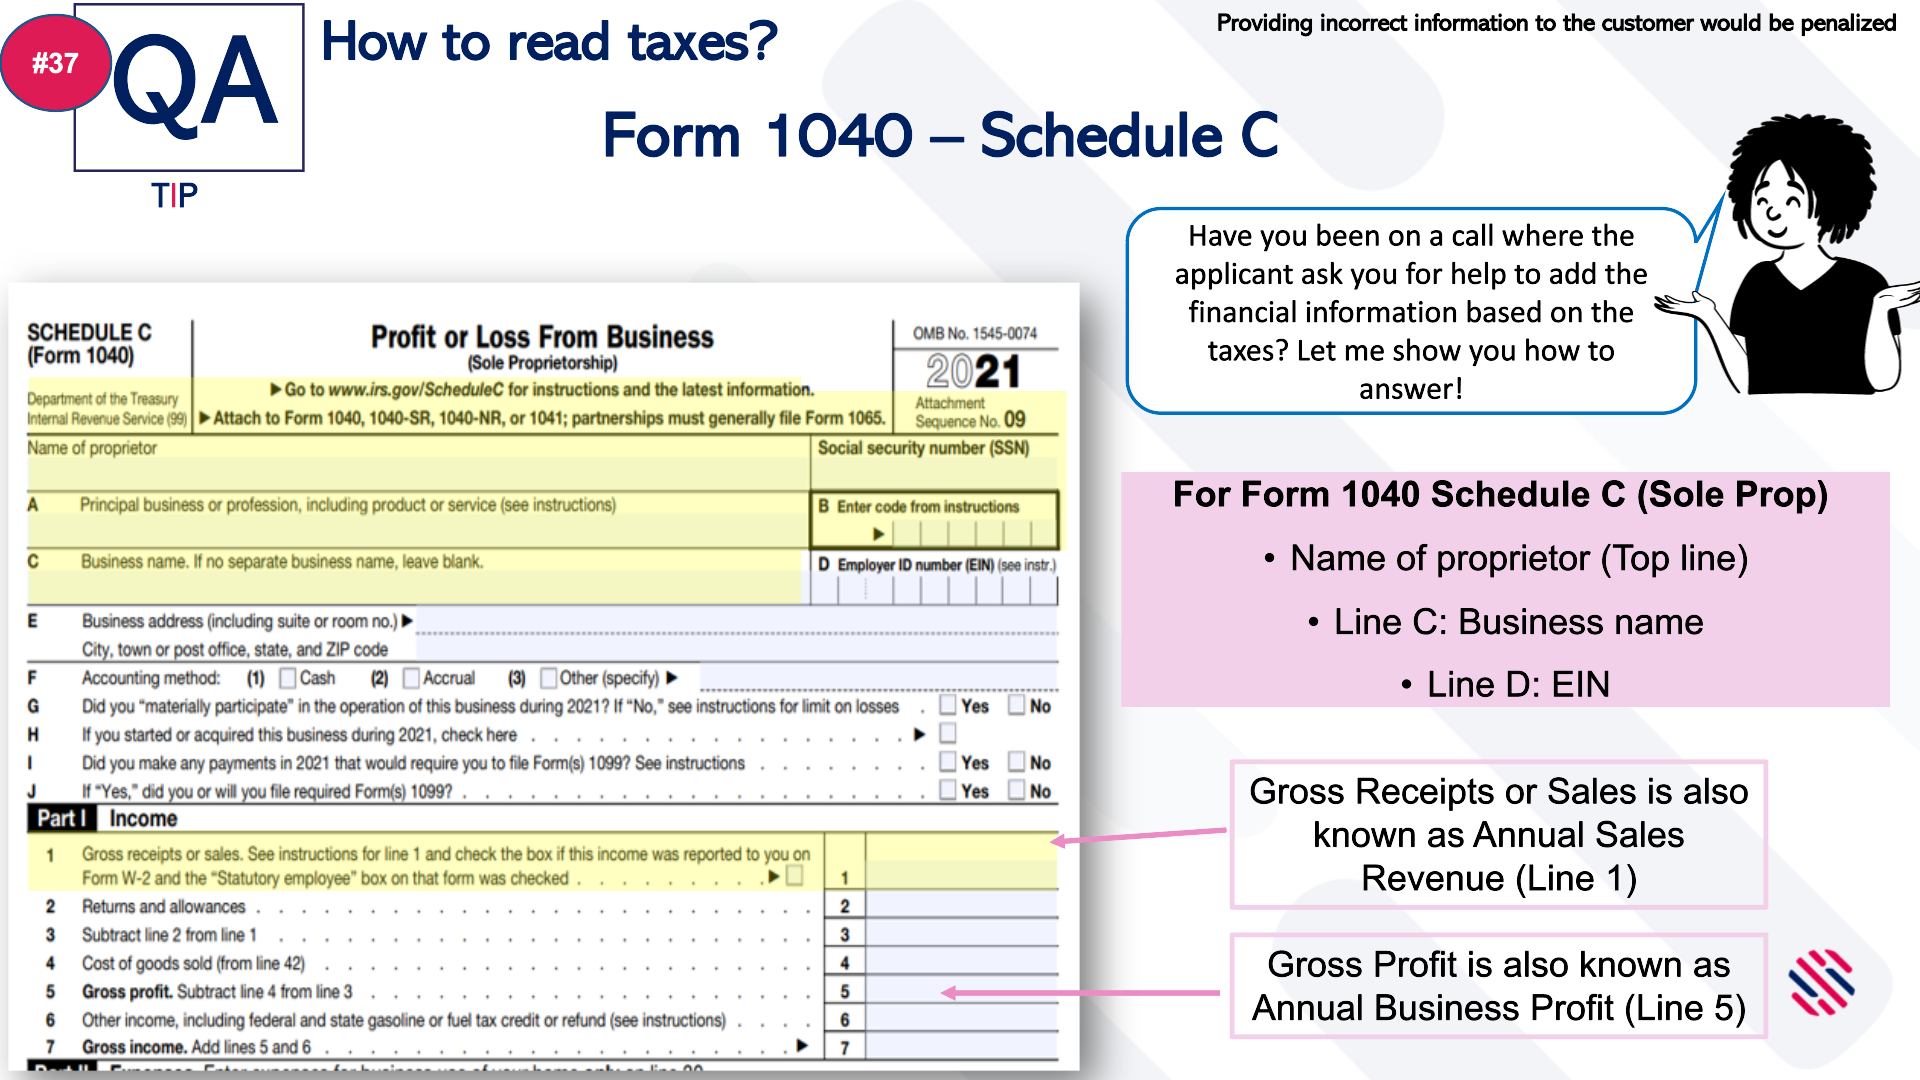 #37
QA
TIP
How to read taxes?
Providing incorrect information to the customer would be penalized
Form 1040 – Schedule C
Have you been on a call where the
applicant ask you for help to add the
financial information based on the
taxes? Let me show you how to
answer!
SCHEDULE C
(Form 1040)
Department of the Treasury
Internal Revenue Service (99)
Profit or Loss From Business
(Sole Proprietorship)
▶ Go to www.irs.gov/ScheduleC for instructions and the latest information.
▶ Attach to Form 1040, 1040-SR, 1040-NR, or 1041; partnerships must generally file Form 1065.
OMB No. 1545-0074
2021
Attachment
Sequence No. 09
Name of proprietor
Social security number (SSN)
A Principal business or profession, including product or service (see instructions)
B Enter code from instructions
▶
C Business name. If no separate business name, leave blank.
D Employer ID number (EIN) (see instr.)
E Business address (including suite or room no.) ▶
City, town or post office, state, and ZIP code
F Accounting method: (1) Cash (2) Accrual (3) Other (specify) ▶
G Did you “materially participate” in the operation of this business during 2021? If “No,” see instructions for limit on losses . Yes No
H If you started or acquired this business during 2021, check here . . . . . . . . . . . . . . . . . ▶
I Did you make any payments in 2021 that would require you to file Form(s) 1099? See instructions . . . . . . . . Yes No
J If “Yes,” did you or will you file required Form(s) 1099? . . . . . . . . . . . . . . . . . . . . Yes No
Part I Income
1 Gross receipts or sales. See instructions for line 1 and check the box if this income was reported to you on
Form W-2 and the “Statutory employee” box on that form was checked . . . . . . . . . ▶ 1
2 Returns and allowances . . . . . . . . . . . . . . . . . . . . . . . . . 2
3 Subtract line 2 from line 1 . . . . . . . . . . . . . . . . . . . . . . . . 3
4 Cost of goods sold (from line 42) . . . . . . . . . . . . . . . . . . . . . . 4
5 Gross profit. Subtract line 4 from line 3 . . . . . . . . . . . . . . . . . . . . 5
6 Other income, including federal and state gasoline or fuel tax credit or refund (see instructions) . . . . 6
7 Gross income. Add lines 5 and 6 . . . . . . . . . . . . . . . . . . . . . ▶ 7
Part II Expenses. Enter expenses for business use of your home only on line 30.
For Form 1040 Schedule C (Sole Prop)
• Name of proprietor (Top line)
• Line C: Business name
• Line D: EIN
Gross Receipts or Sales is also
known as Annual Sales
Revenue (Line 1)
Gross Profit is also known as
Annual Business Profit (Line 5)